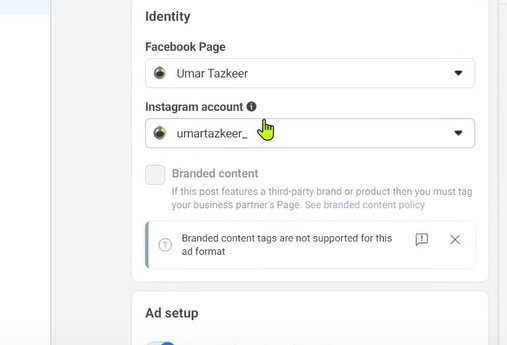 Identity
Facebook Page
Umar Tazkeer
Instagram account
umartazkeer_
Branded content
If this post features a third-party brand or product then you must tag
your business partner's Page. See branded content policy
Branded content tags are not supported for this
ad format
Ad setup